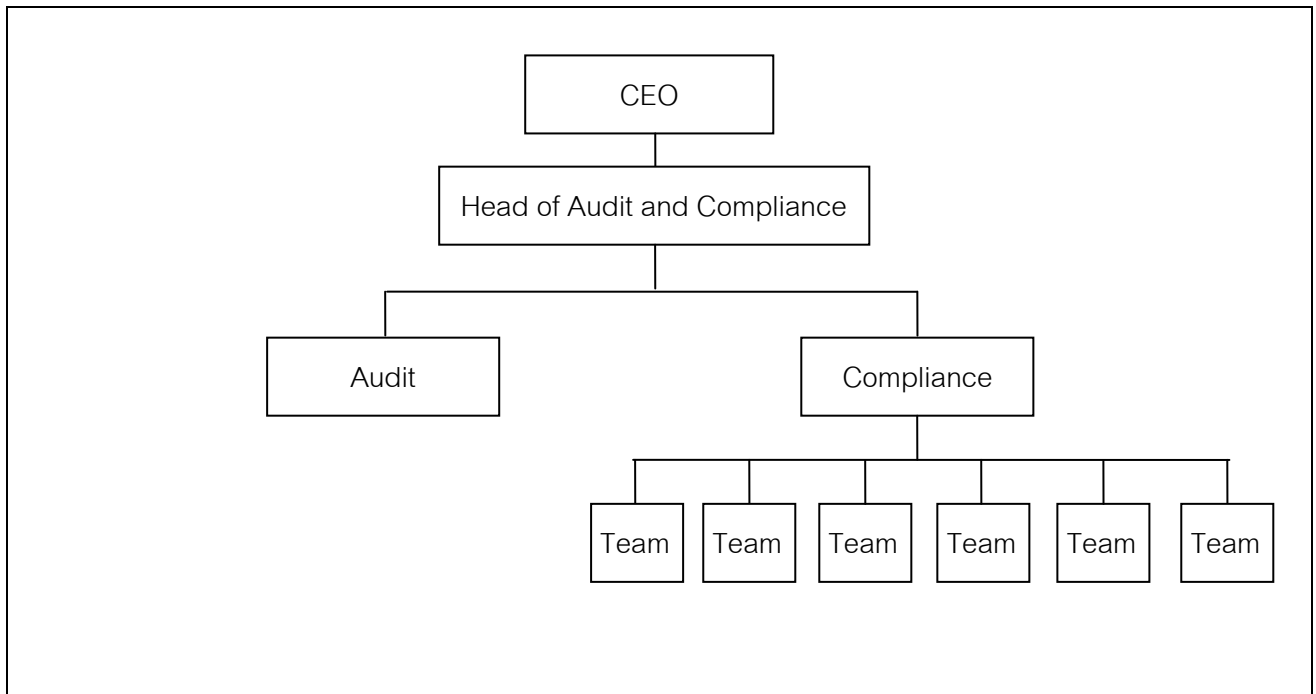 CEO
Head of Audit and Compliance
Audit
Compliance
Team
Team
Team
Team
Team
Team